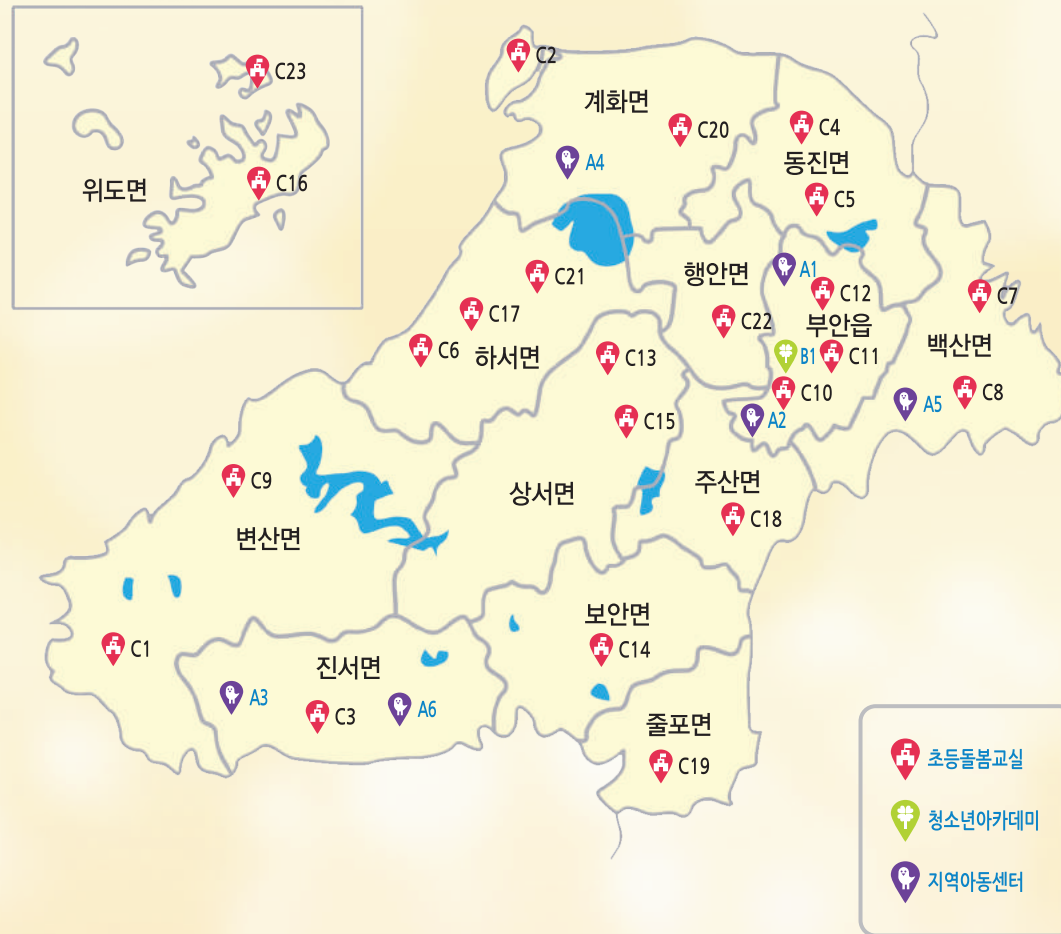 C23
C16
위도면
C2
계화면
C20
A4
C4
동진면
C5
행안면
A1
C12
C22
부안읍
B1
C11
C10
A2
C7
백산면
A5
C8
C21
C17
C6
하서면
C13
C15
상서면
주산면
C18
C9
변산면
C1
보안면
C14
진서면
A3
C3
A6
줄포면
C19
초등돌봄교실
청소년아카데미
지역아동센터